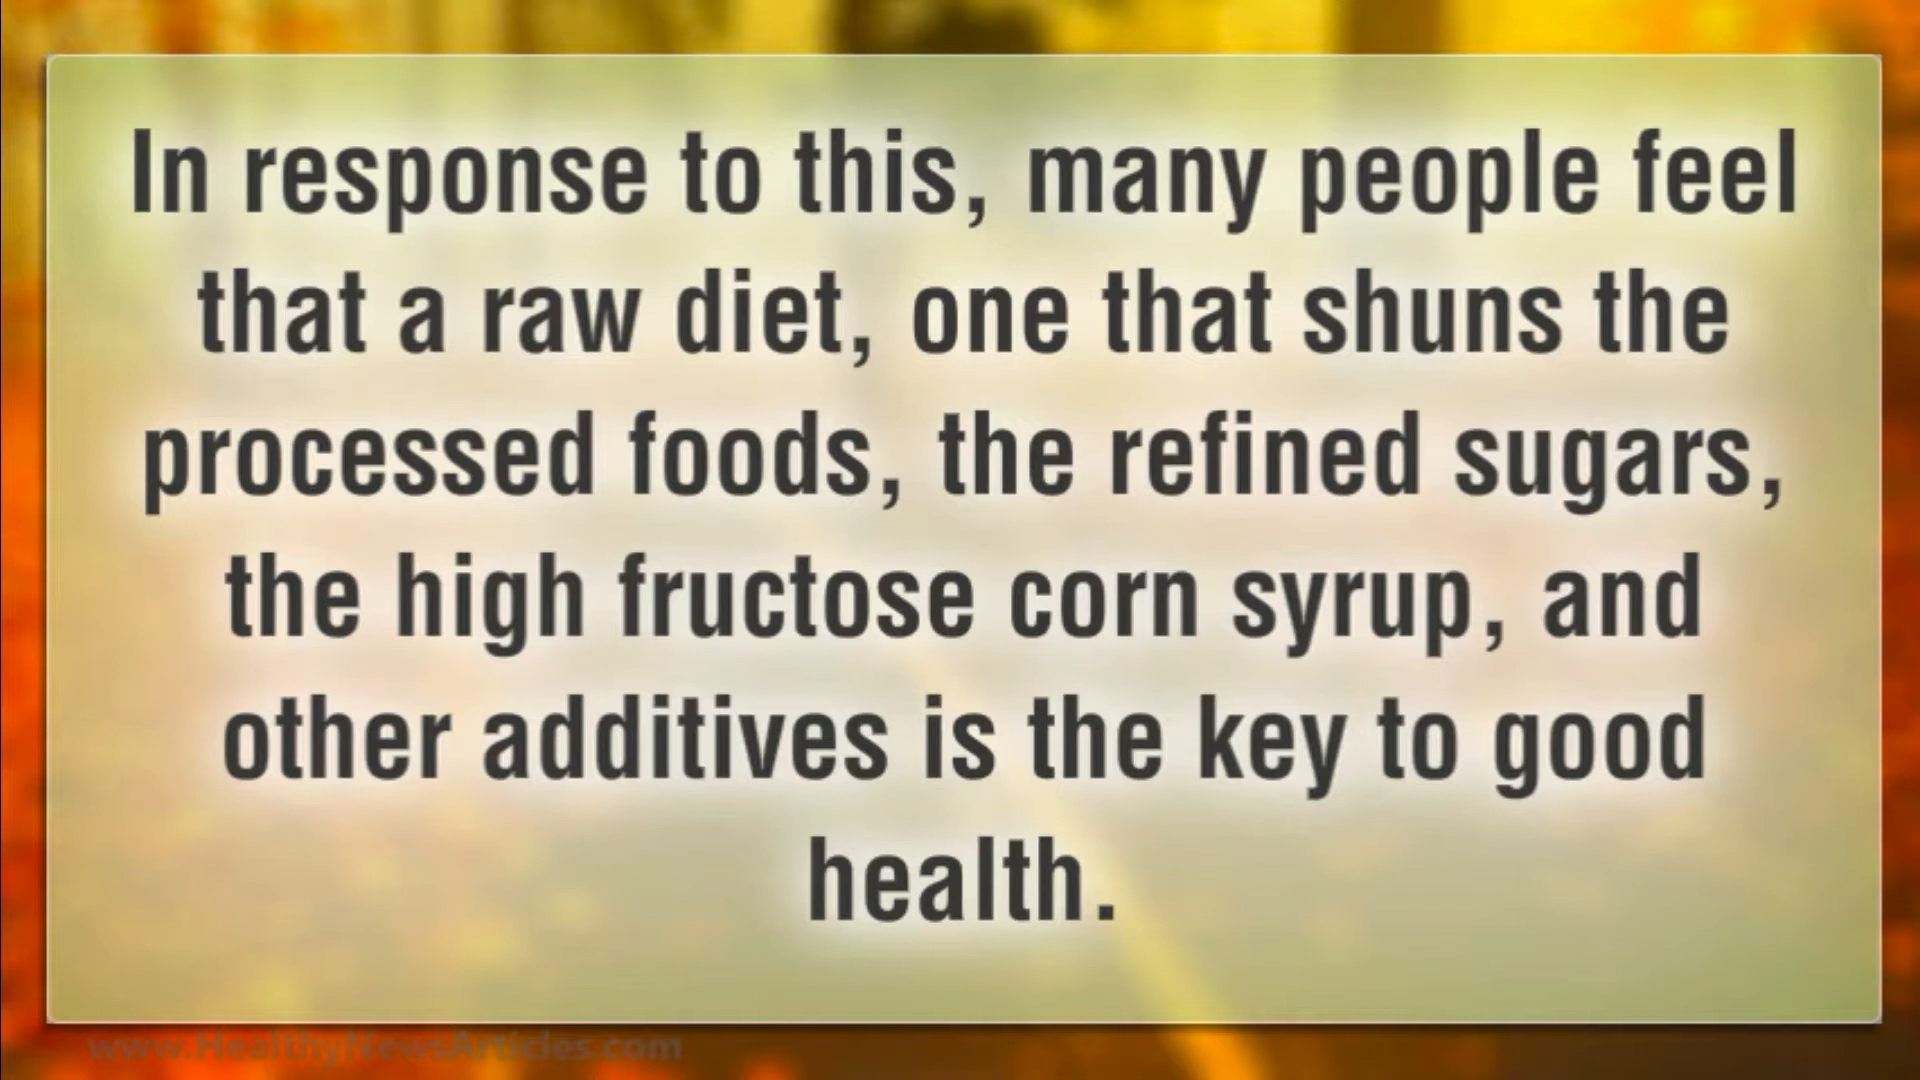 In response to this, many people feel
that a raw diet, one that shuns the
processed foods, the refined sugars,
the high fructose corn syrup, and
other additives is the key to good
health.
www.HealthyNewsArticles.com